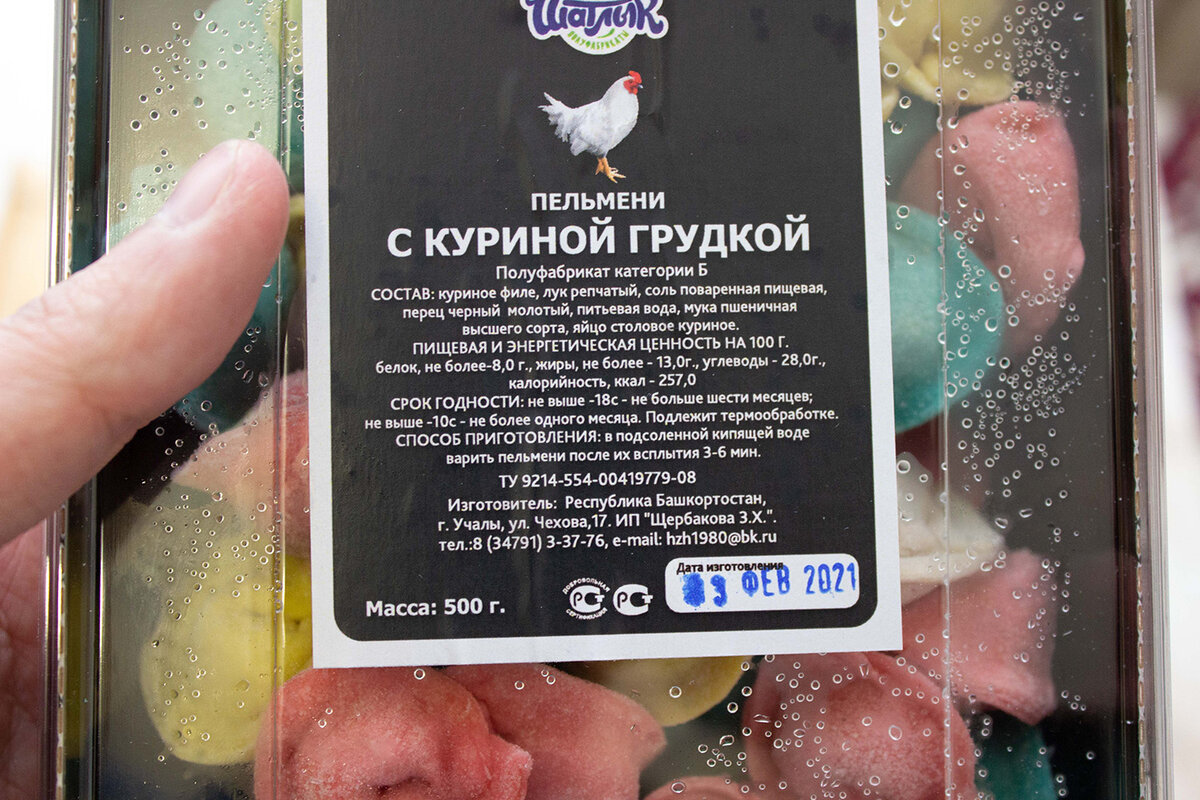 Шатлык
ПОЛУФАБРИКАТЫ
ПЕЛЬМЕНИ
С КУРИНОЙ ГРУДКОЙ
Полуфабрикат категории Б
СОСТАВ: куриное филе, лук репчатый, соль поваренная пищевая,
перец черный молотый, питьевая вода, мука пшеничная
высшего сорта, яйцо столовое куриное.
ПИЩЕВАЯ И ЭНЕРГЕТИЧЕСКАЯ ЦЕННОСТЬ НА 100 Г.
белок, не более-8,0 г., жиры, не более - 13,0г., углеводы - 28,0г.,
калорийность, ккал - 257,0
СРОК ГОДНОСТИ: не выше -18с - не больше шести месяцев;
не выше -10с - не более одного месяца. Подлежит термообработке.
СПОСОБ ПРИГОТОВЛЕНИЯ: в подсоленной кипящей воде
варить пельмени после их всплытия 3-6 мин.
ТУ 9214-554-00419779-08
Изготовитель: Республика Башкортостан,
г. Учалы, ул. Чехова,17. ИП "Щербакова З.Х.".
тел.:8 (34791) 3-37-76, e-mail: hzh1980@bk.ru
Дата изготовления
ФЕВ 2021
ДОБРОВОЛЬНАЯ
СЕРТИФИКАЦИЯ
Масса: 500 г.